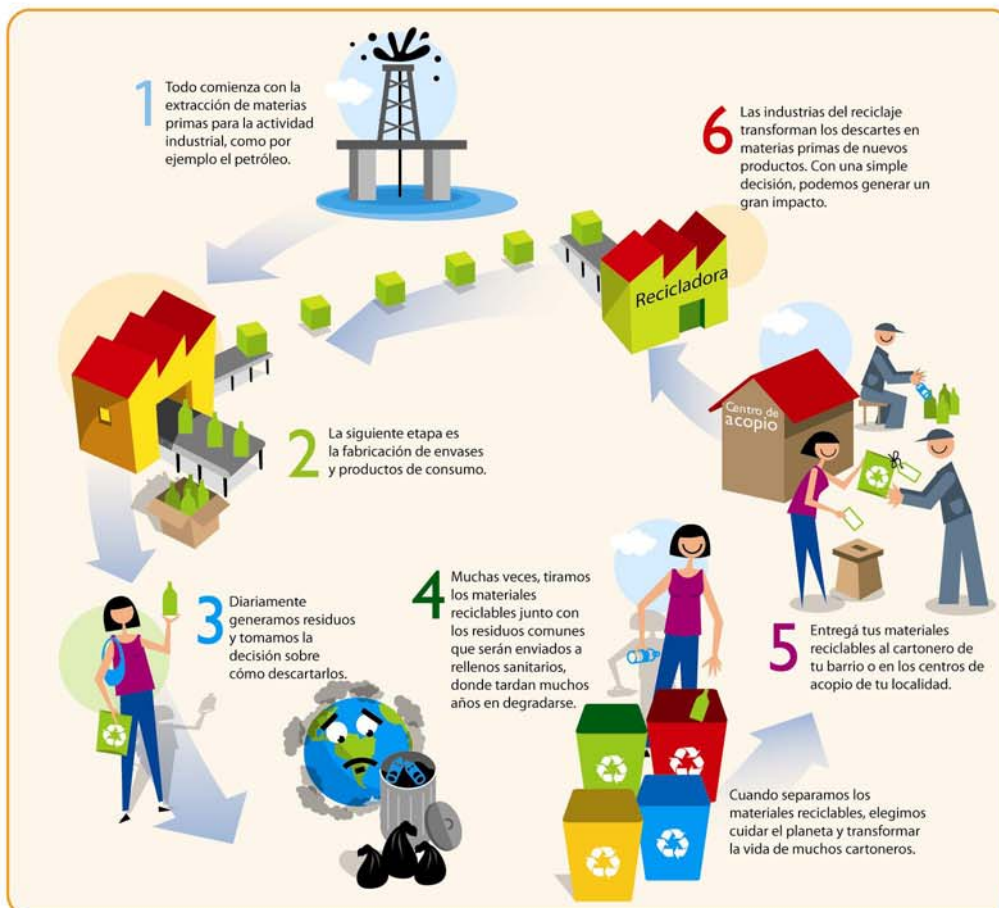 1
Todo comienza con la
extracción de materias
primas para la actividad
industrial, como por
ejemplo el petróleo.
2
La siguiente etapa es
la fabricación de envases
y productos de consumo.
3
Diariamente
generamos residuos
y tomamos la
decisión sobre
cómo descartarlos.
4
Muchas veces, tiramos
los materiales
reciclables junto con
los residuos comunes
que serán enviados a
rellenos sanitarios,
donde tardan muchos
años en degradarse.
Cuando separamos los
materiales reciclables, elegimos
cuidar el planeta y transformar
la vida de muchos cartoneros.
5
Entregá tus materiales
reciclables al cartonero de
tu barrio o en los centros de
acopio de tu localidad.
Centro de
acopio
6
Las industrias del reciclaje
transforman los descartes en
materias primas de nuevos
productos. Con una simple
decisión, podemos generar un
gran impacto.
Recicladora